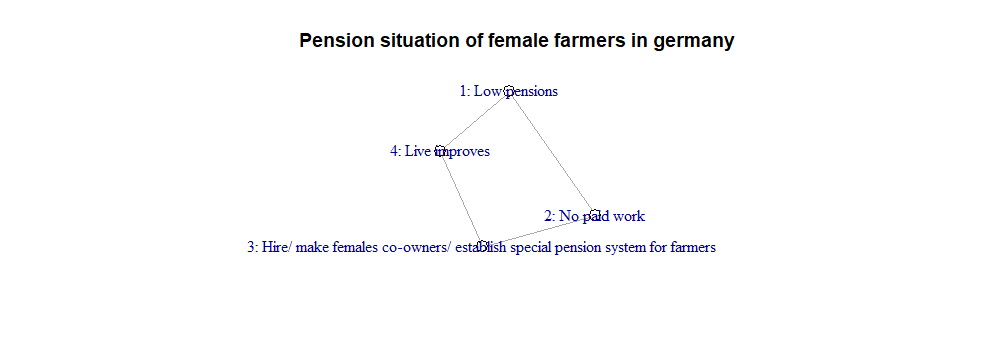 Pension situation of female farmers in germany
1: Low pensions
4: Live improves
2: No paid work
3: Hire/ make females co-owners/ establish special pension system for farmers